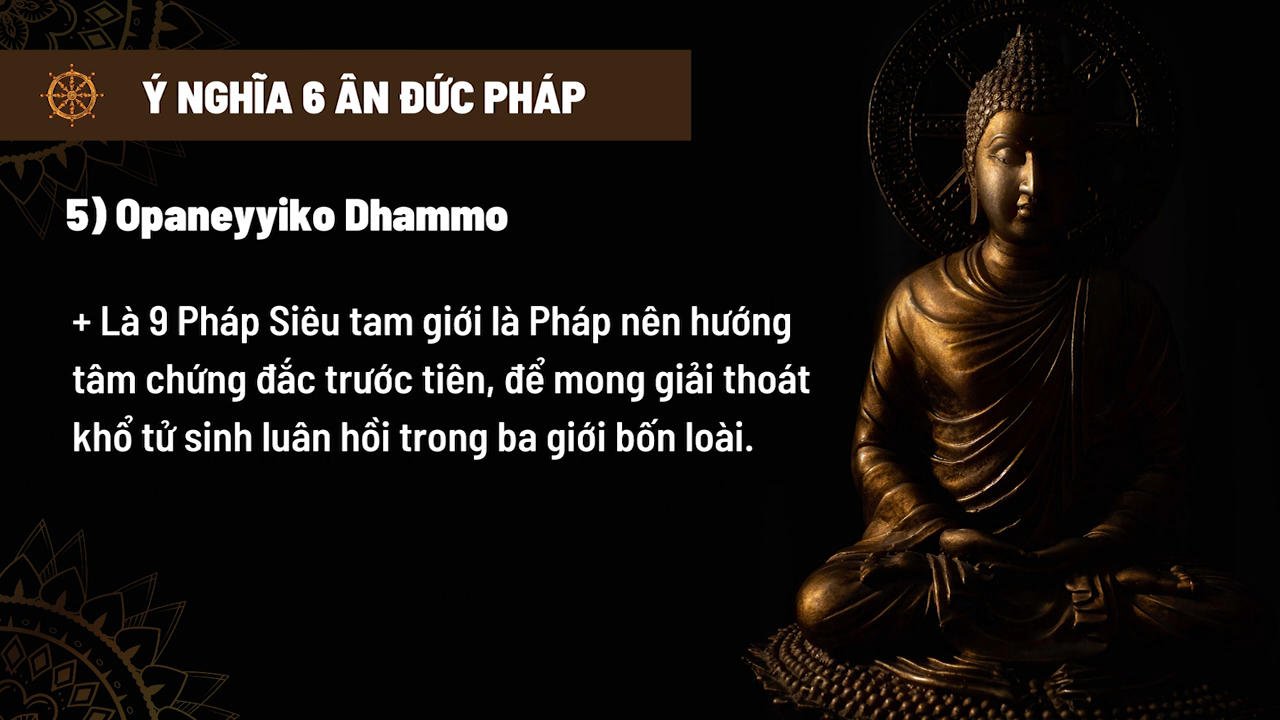 Ý NGHĨA 6 ÂN ĐỨC PHÁP
5) Opaneyyiko Dhammo
+ Là 9 Pháp Siêu tam giới là Pháp nên hướng
tâm chứng đắc trước tiên, để mong giải thoát
khổ tử sinh luân hồi trong ba giới bốn loài.